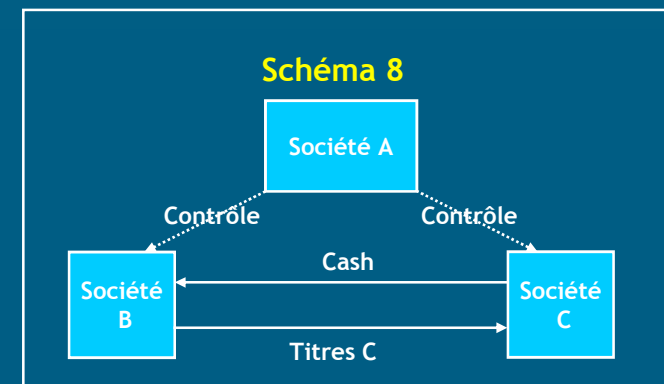 Schéma 8
Société A
Contrôle
Contrôle
Cash
Société
B
Société
C
Titres C